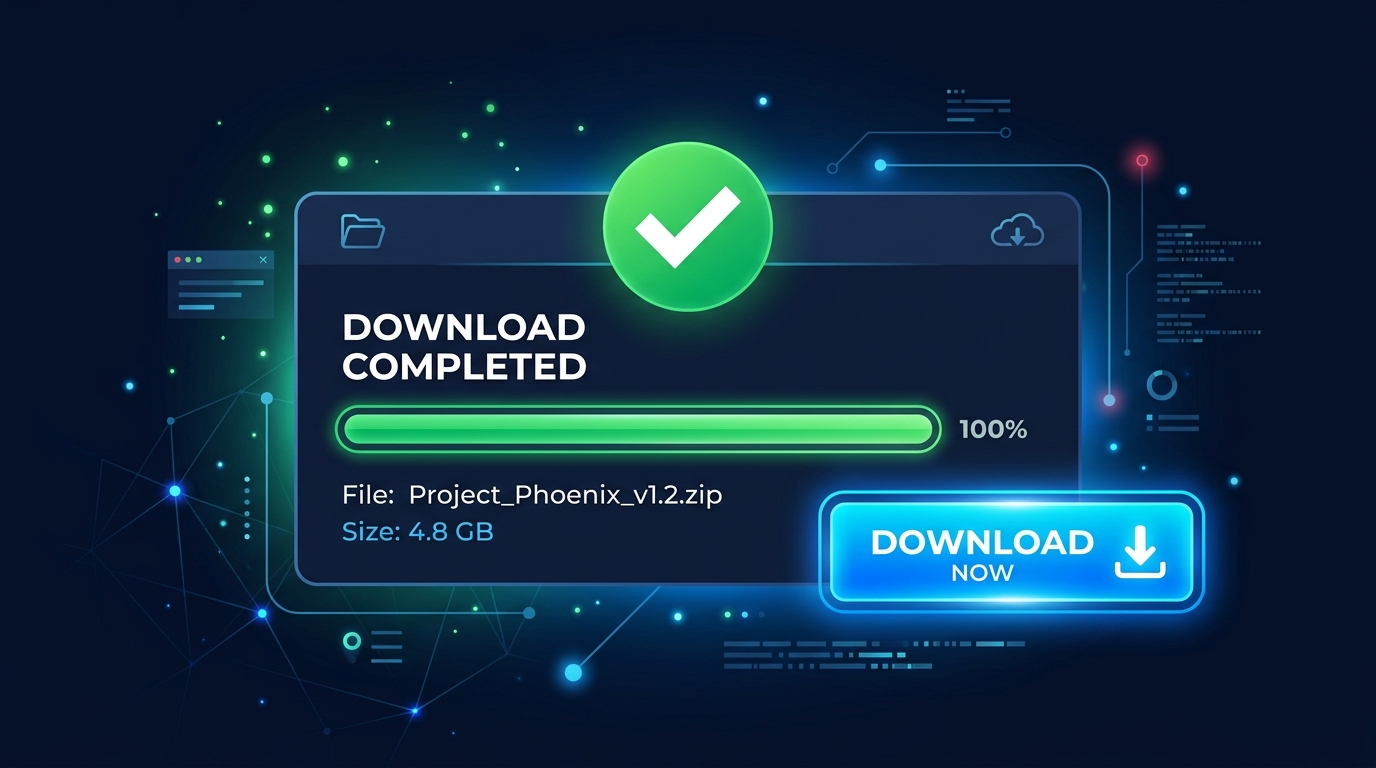 DOWNLOAD
COMPLETED
100%
File: Project_Phoenix_v1.2.zip
Size: 4.8 GB
DOWNLOAD
NOW